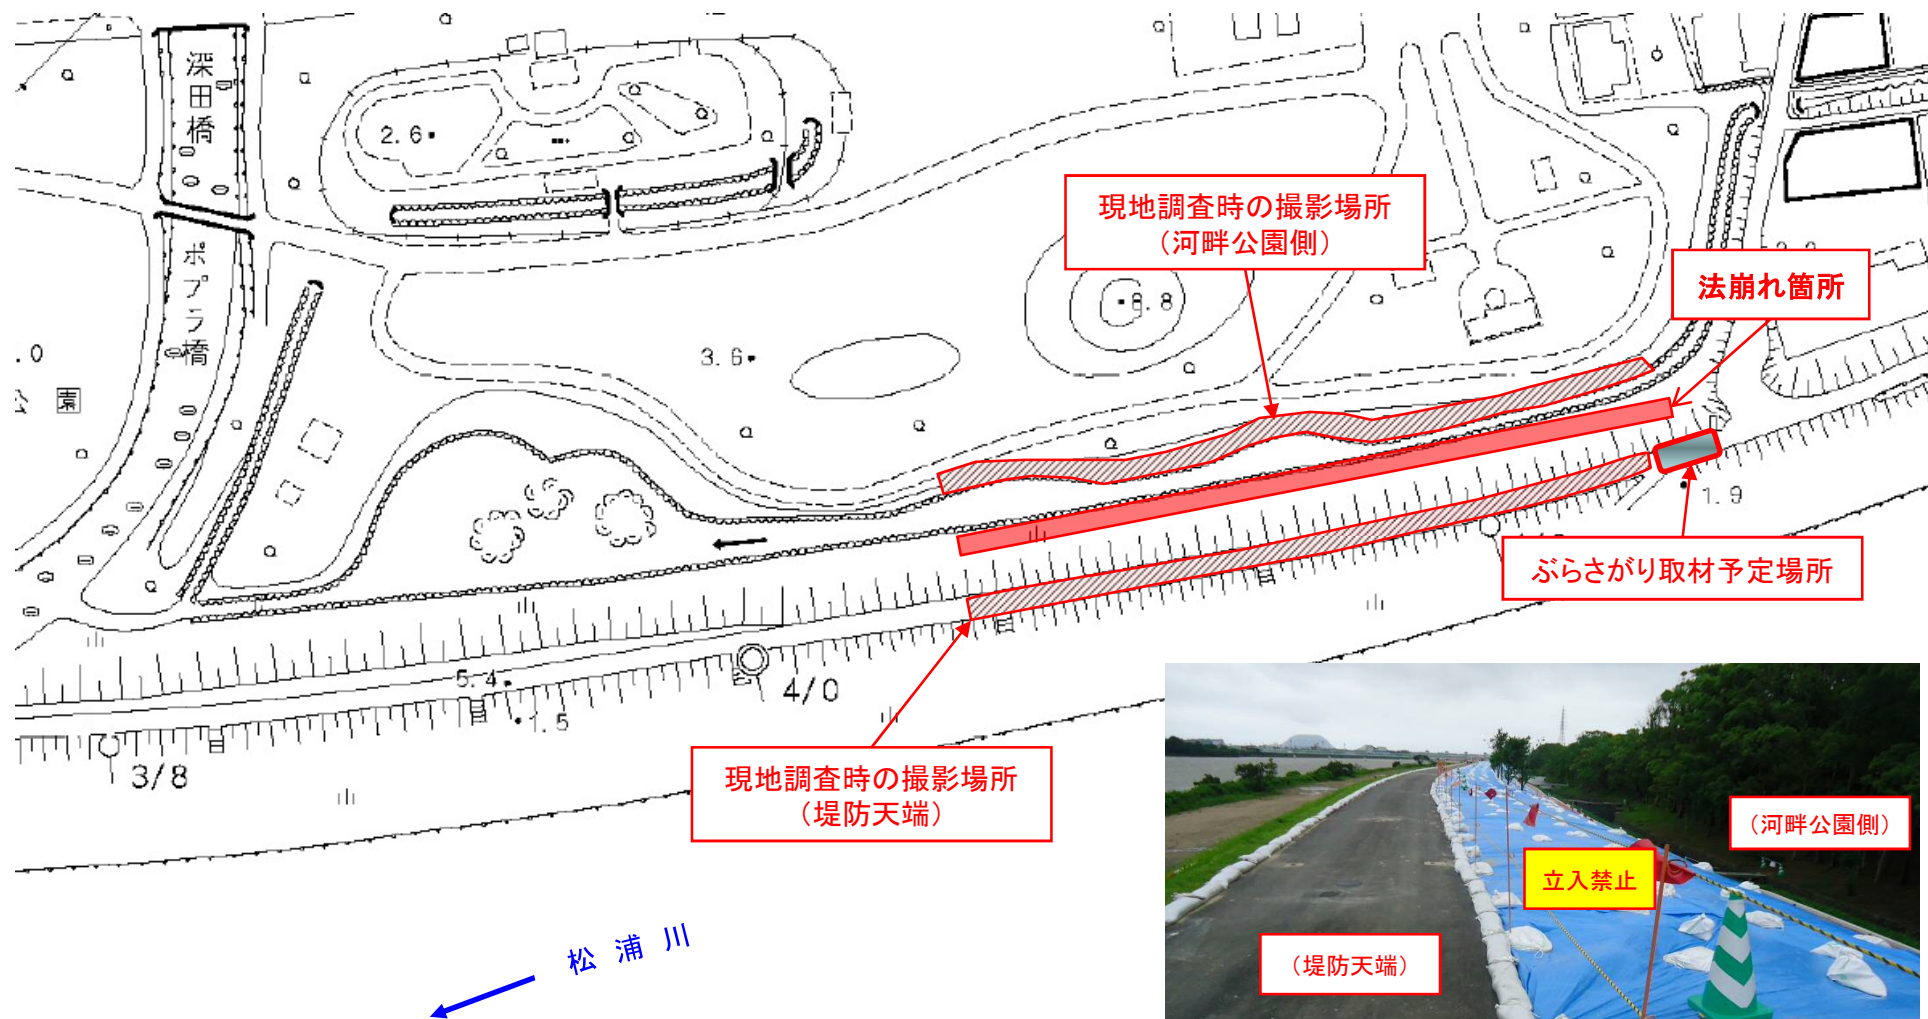 深田橋
ポプラ橋
2.6
現地調査時の撮影場所
（河畔公園側）
法崩れ箇所
8.8
3.6
.0
園
1.9
ぶらさがり取材予定場所
5.4
4/0
1.5
3/8
現地調査時の撮影場所
（堤防天端）
松浦川
（河畔公園側）
立入禁止
（堤防天端）